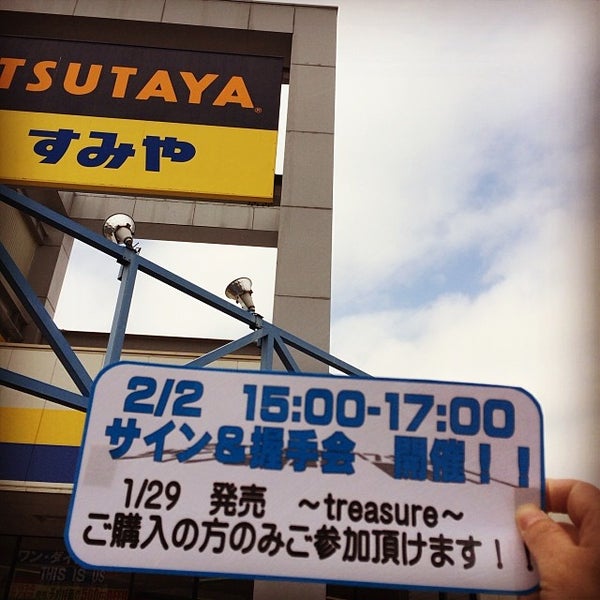 TSUTAYA
すみや
2/2 15:00-17:00
サイン&握手会 開催!!
1/29 発売 ~treasure~
ご購入の方のみご参加頂けます!!
THIS IS US